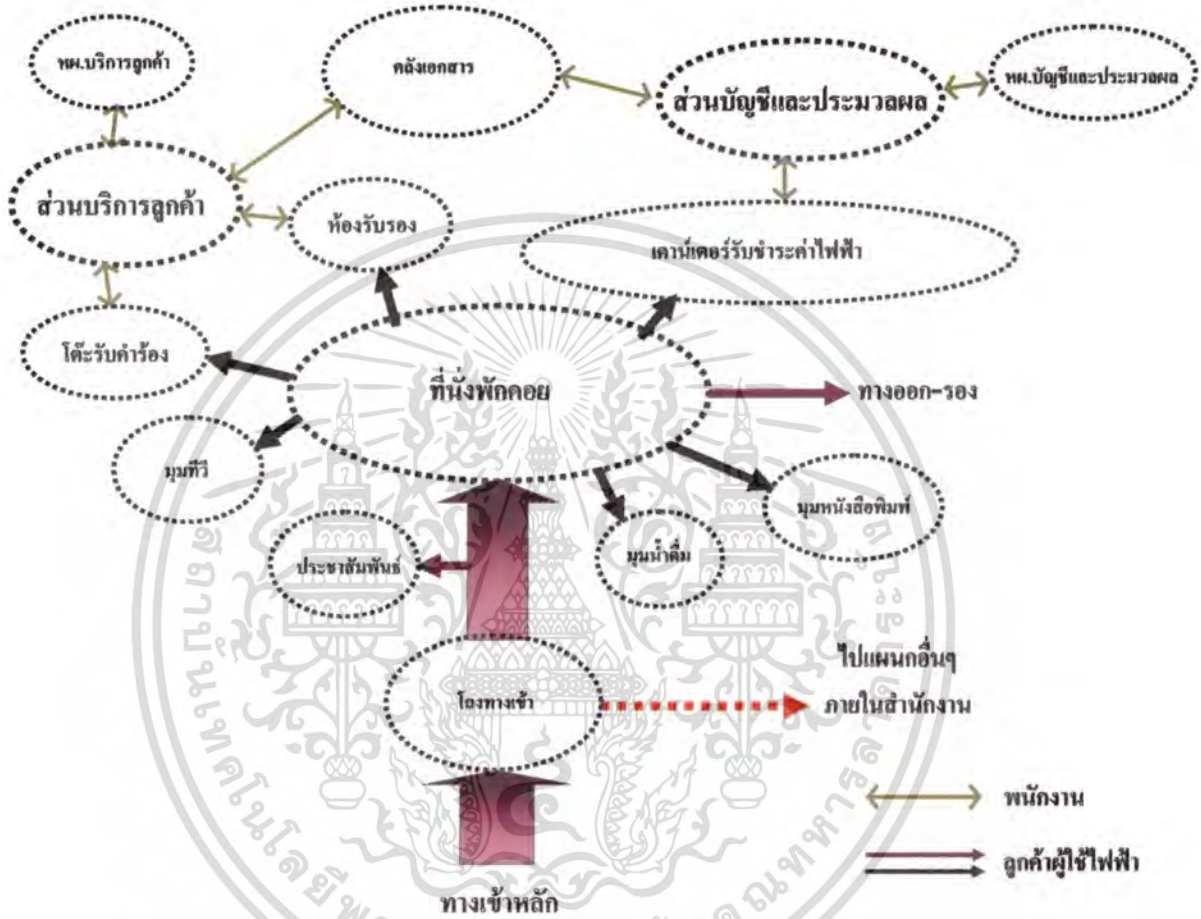 หผ.บริการลูกค้า
คลังเอกสาร
ส่วนบัญชีและประมวลผล
หผ.บัญชีและประมวลผล
ส่วนบริการลูกค้า
ห้องรับรอง
เคาน์เตอร์รับชำระค่าไฟฟ้า
โต๊ะรับคำร้อง
ที่นั่งพักคอย
ทางออก-รอง
มุมทีวี
มุมหนังสือพิมพ์
ประชาสัมพันธ์
มุมน้ำดื่ม
ไปแผนกอื่นๆ
ภายในสำนักงาน
โถงทางเข้า
พนักงาน
ลูกค้าผู้ใช้ไฟฟ้า
ทางเข้าหลัก